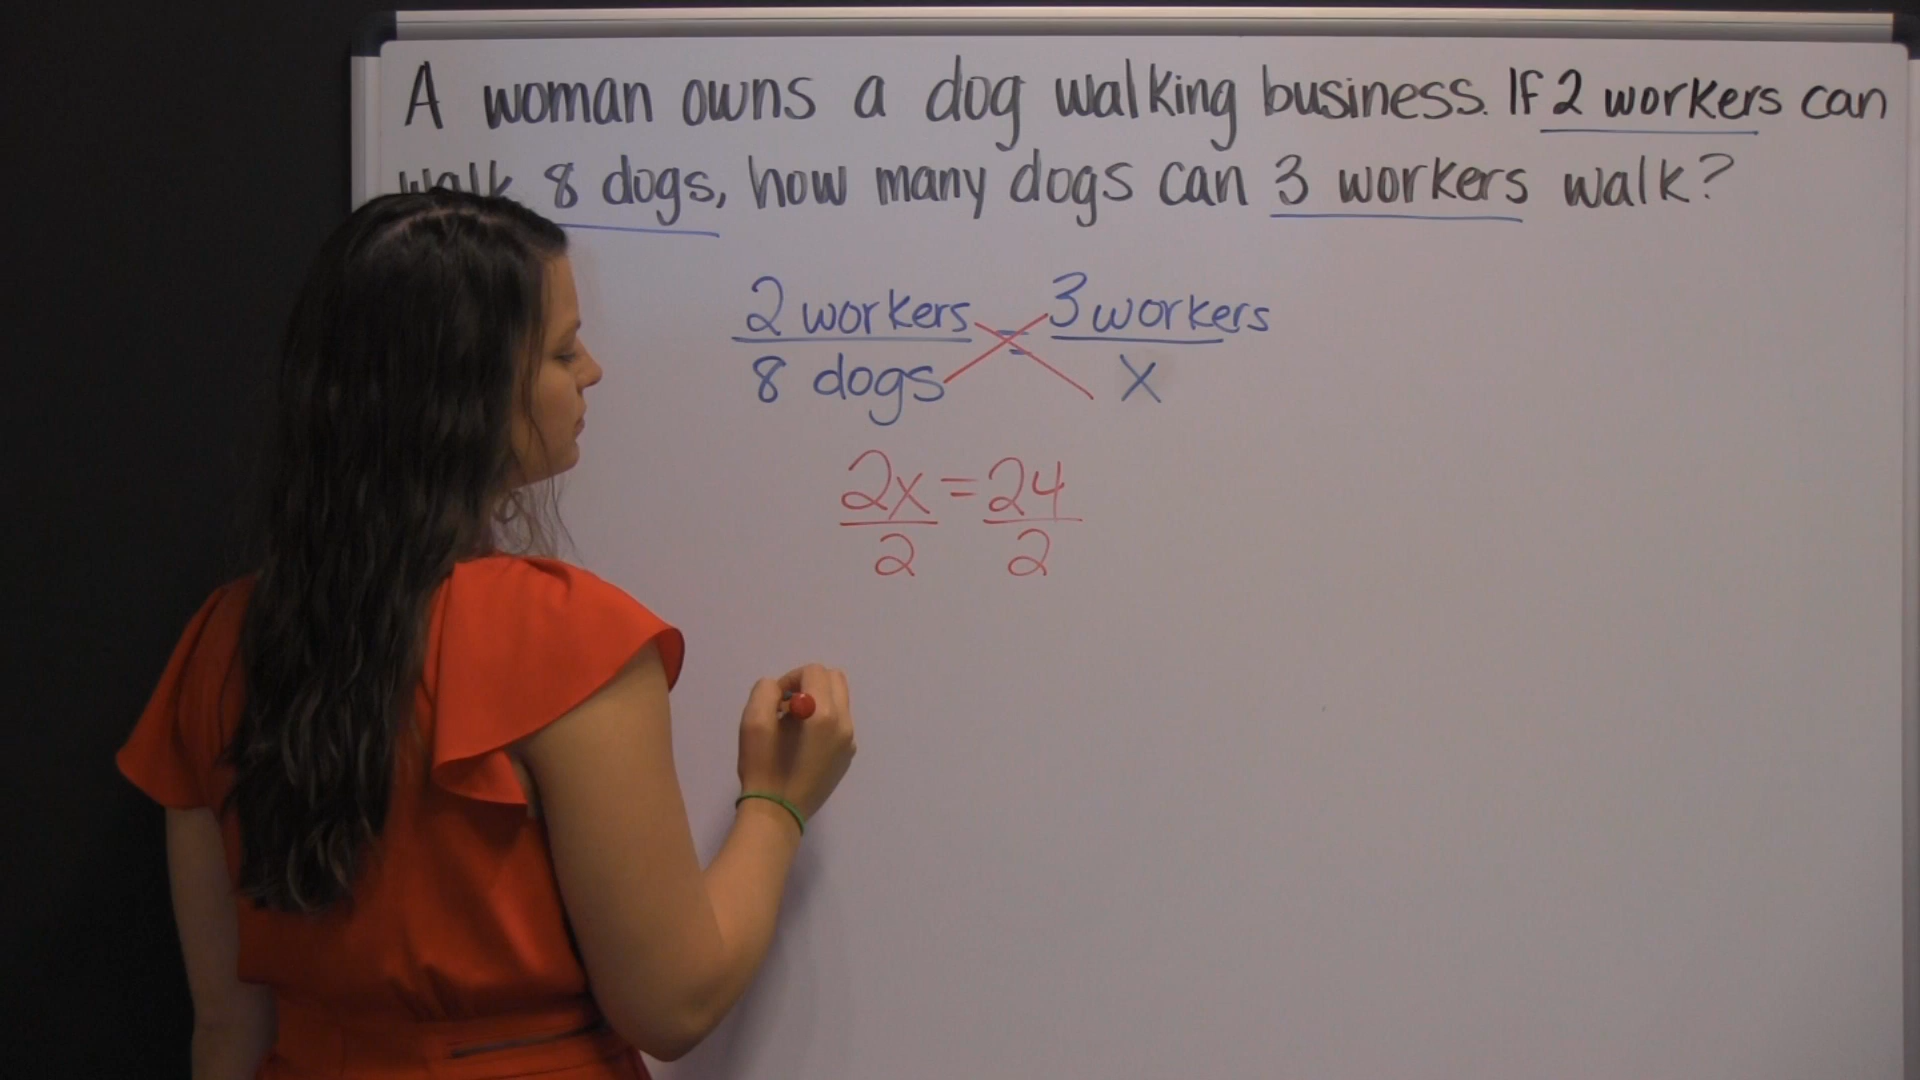 A woman owns a dog walking business. If 2 workers can
walk 8 dogs, how many dogs can 3 workers walk?
2 workers = 3 workers
8 dogs X
2x = 24
2 2